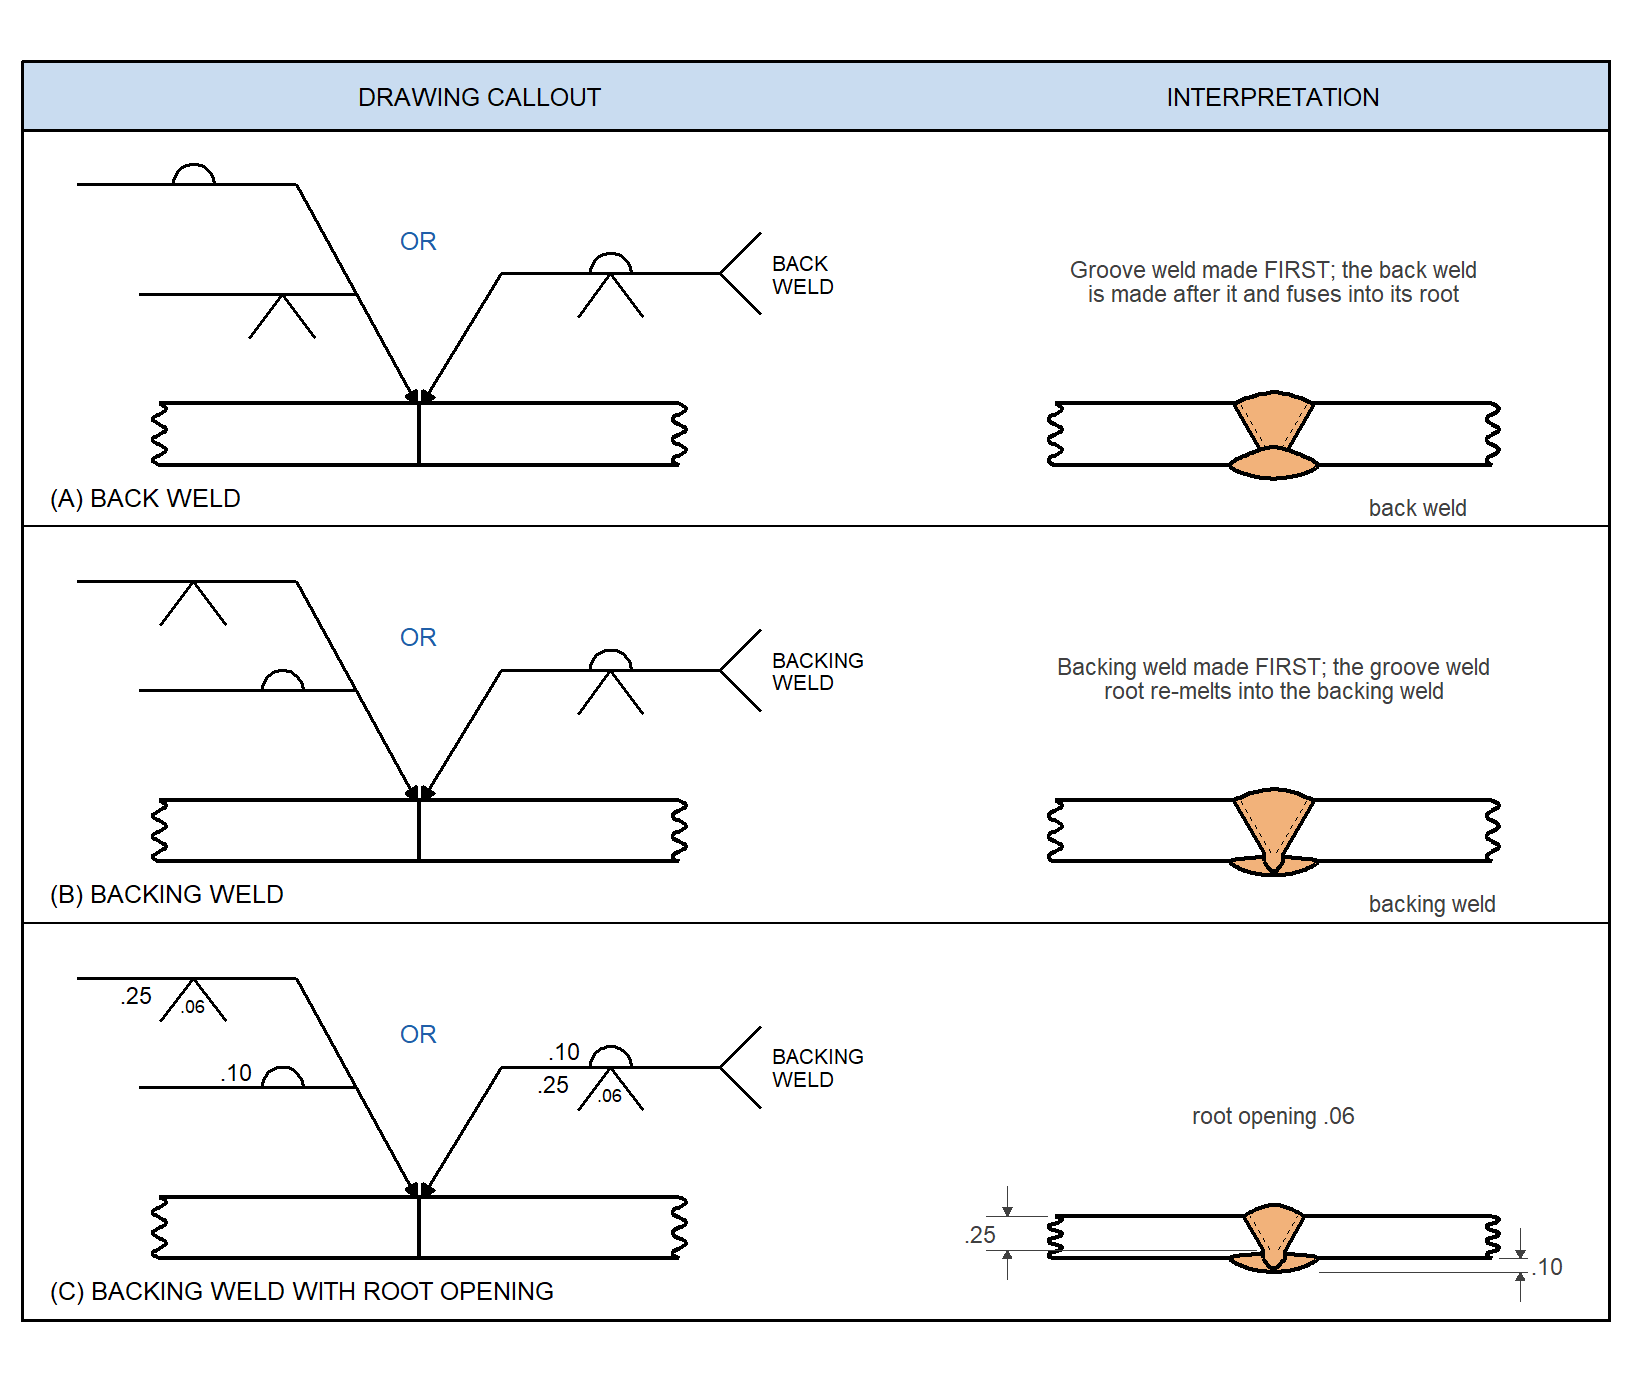 DRAWING CALLOUT
INTERPRETATION
OR
BACK
WELD
Groove weld made FIRST; the back weld
is made after it and fuses into its root
(A) BACK WELD
back weld
OR
BACKING
WELD
Backing weld made FIRST; the groove weld
root re-melts into the backing weld
(B) BACKING WELD
backing weld
.25
.06
.10
OR
.10
.25
.06
BACKING
WELD
root opening .06
.25
.10
(C) BACKING WELD WITH ROOT OPENING